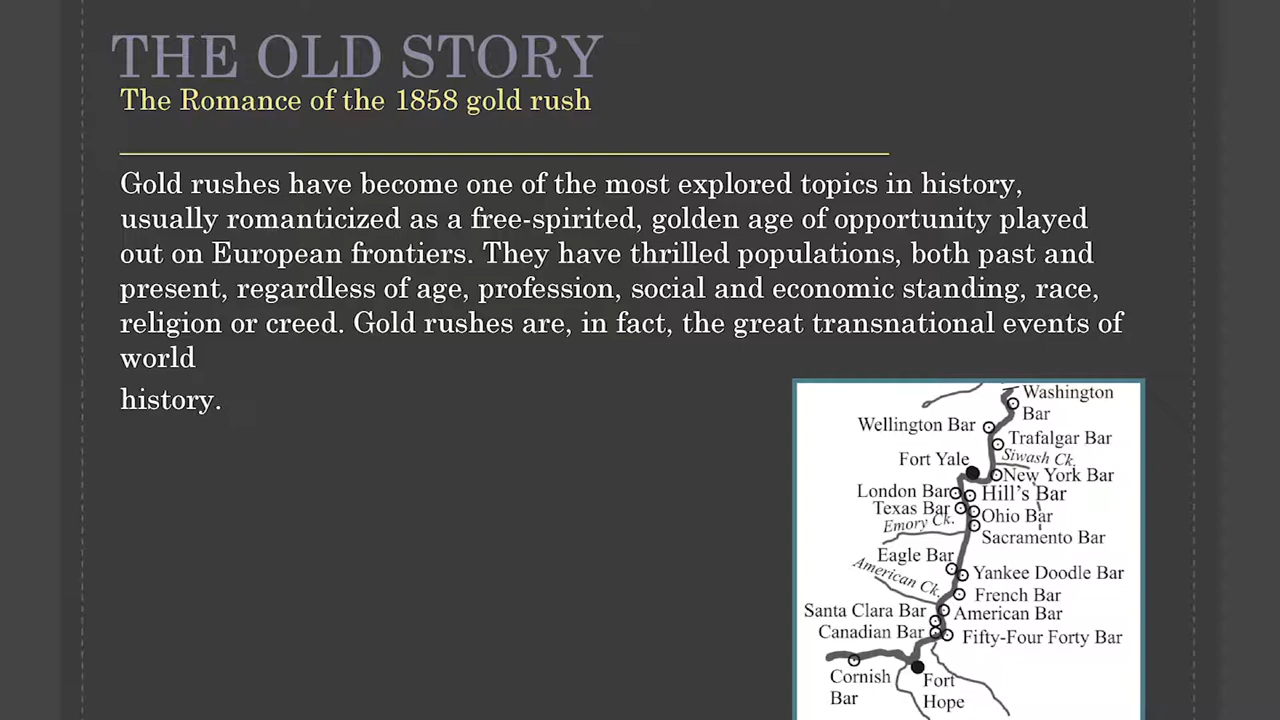 THE OLD STORY
The Romance of the 1858 gold rush
Gold rushes have become one of the most explored topics in history,
usually romanticized as a free-spirited, golden age of opportunity played
out on European frontiers. They have thrilled populations, both past and
present, regardless of age, profession, social and economic standing, race,
religion or creed. Gold rushes are, in fact, the great transnational events of
world
history.
Washington
Bar
Wellington Bar
Trafalgar Bar
Fort Yale
Siwash Ck.
New York Bar
London Bar
Hill's Bar
Texas Bar
Ohio Bar
Emory Ck.
Sacramento Bar
Eagle Bar
American Ck.
Yankee Doodle Bar
French Bar
Santa Clara Bar
American Bar
Canadian Bar
Fifty-Four Forty Bar
Cornish
Bar
Fort
Hope